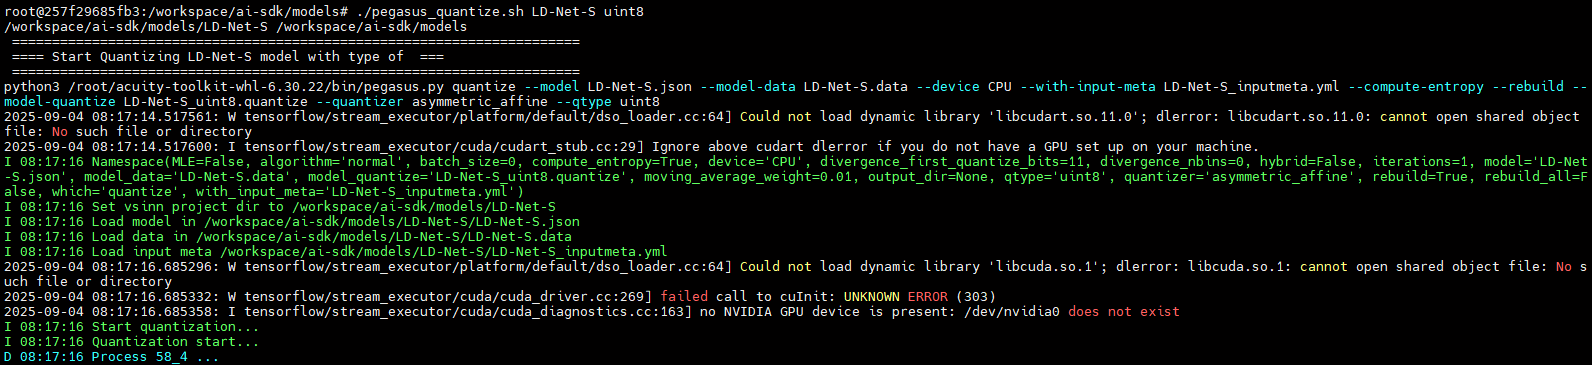 root@257f29685fb3:/workspace/ai-sdk/models# ./pegasus_quantize.sh LD-Net-S uint8
/workspace/ai-sdk/models/LD-Net-S /workspace/ai-sdk/models
=======================================================================
==== Start Quantizing LD-Net-S model with type of  ===
=======================================================================
python3 /root/acuity-toolkit-whl-6.30.22/bin/pegasus.py quantize --model LD-Net-S.json --model-data LD-Net-S.data --device CPU --with-input-meta LD-Net-S_inputmeta.yml --compute-entropy --rebuild --
model-quantize LD-Net-S_uint8.quantize --quantizer asymmetric_affine --qtype uint8
2025-09-04 08:17:14.517561: W tensorflow/stream_executor/platform/default/dso_loader.cc:64] Could not load dynamic library 'libcudart.so.11.0'; dlerror: libcudart.so.11.0: cannot open shared object
file: No such file or directory
2025-09-04 08:17:14.517600: I tensorflow/stream_executor/cuda/cudart_stub.cc:29] Ignore above cudart dlerror if you do not have a GPU set up on your machine.
I 08:17:16 Namespace(MLE=False, algorithm='normal', batch_size=0, compute_entropy=True, device='CPU', divergence_first_quantize_bits=11, divergence_nbins=0, hybrid=False, iterations=1, model='LD-Net
-S.json', model_data='LD-Net-S.data', model_quantize='LD-Net-S_uint8.quantize', moving_average_weight=0.01, output_dir=None, qtype='uint8', quantizer='asymmetric_affine', rebuild=True, rebuild_all=F
alse, which='quantize', with_input_meta='LD-Net-S_inputmeta.yml')
I 08:17:16 Set vsinn project dir to /workspace/ai-sdk/models/LD-Net-S
I 08:17:16 Load model in /workspace/ai-sdk/models/LD-Net-S/LD-Net-S.json
I 08:17:16 Load data in /workspace/ai-sdk/models/LD-Net-S/LD-Net-S.data
I 08:17:16 Load input meta /workspace/ai-sdk/models/LD-Net-S/LD-Net-S_inputmeta.yml
2025-09-04 08:17:16.685296: W tensorflow/stream_executor/platform/default/dso_loader.cc:64] Could not load dynamic library 'libcuda.so.1'; dlerror: libcuda.so.1: cannot open shared object file: No s
uch file or directory
2025-09-04 08:17:16.685332: W tensorflow/stream_executor/cuda/cuda_driver.cc:269] failed call to cuInit: UNKNOWN ERROR (303)
2025-09-04 08:17:16.685358: I tensorflow/stream_executor/cuda/cuda_diagnostics.cc:163] no NVIDIA GPU device is present: /dev/nvidia0 does not exist
I 08:17:16 Start quantization...
I 08:17:16 Quantization start...
D 08:17:16 Process 58_4 ...